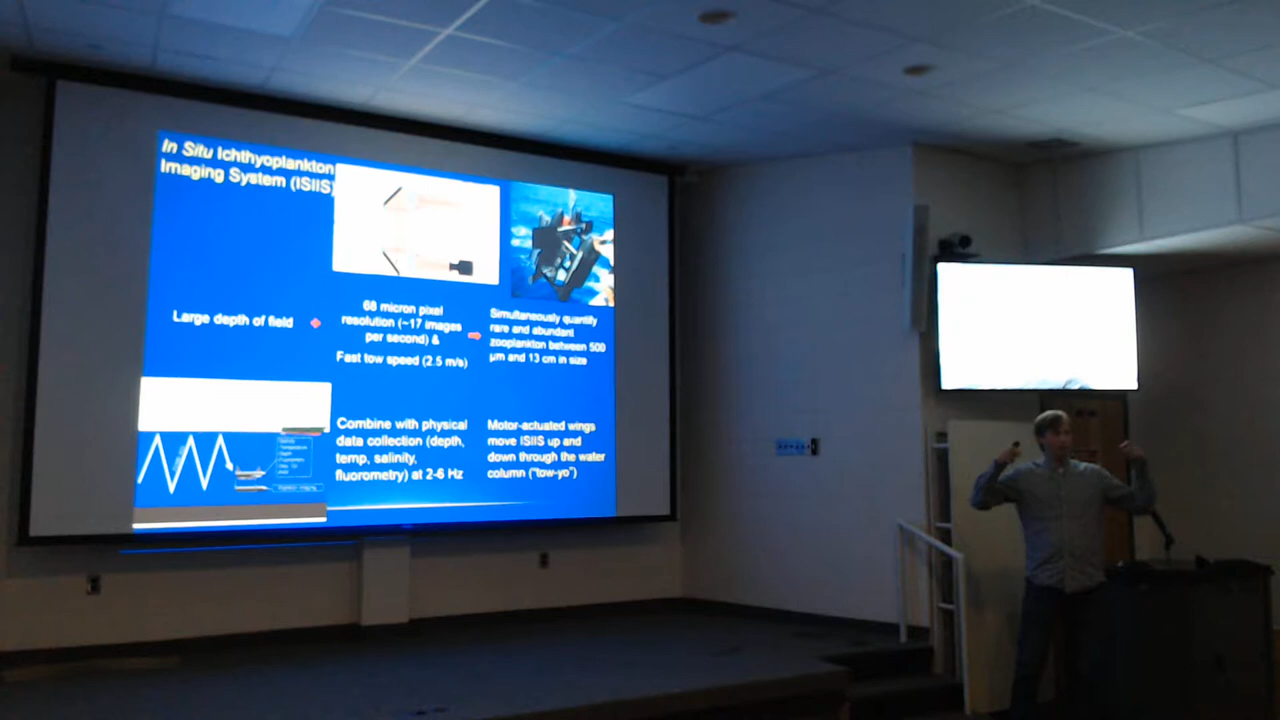 In Situ Ichthyoplankton
Imaging System (ISIIS)
Large depth of field
+
68 micron pixel
resolution (~17 images
per second) &
Fast tow speed (2.5 m/s)
Simultaneously quantify
rare and abundant
zooplankton between 500
μm and 13 cm in size
Combine with physical
data collection (depth,
temp, salinity,
fluorometry) at 2-6 Hz
Motor-actuated wings
move ISIIS up and
down through the water
column ("tow-yo")